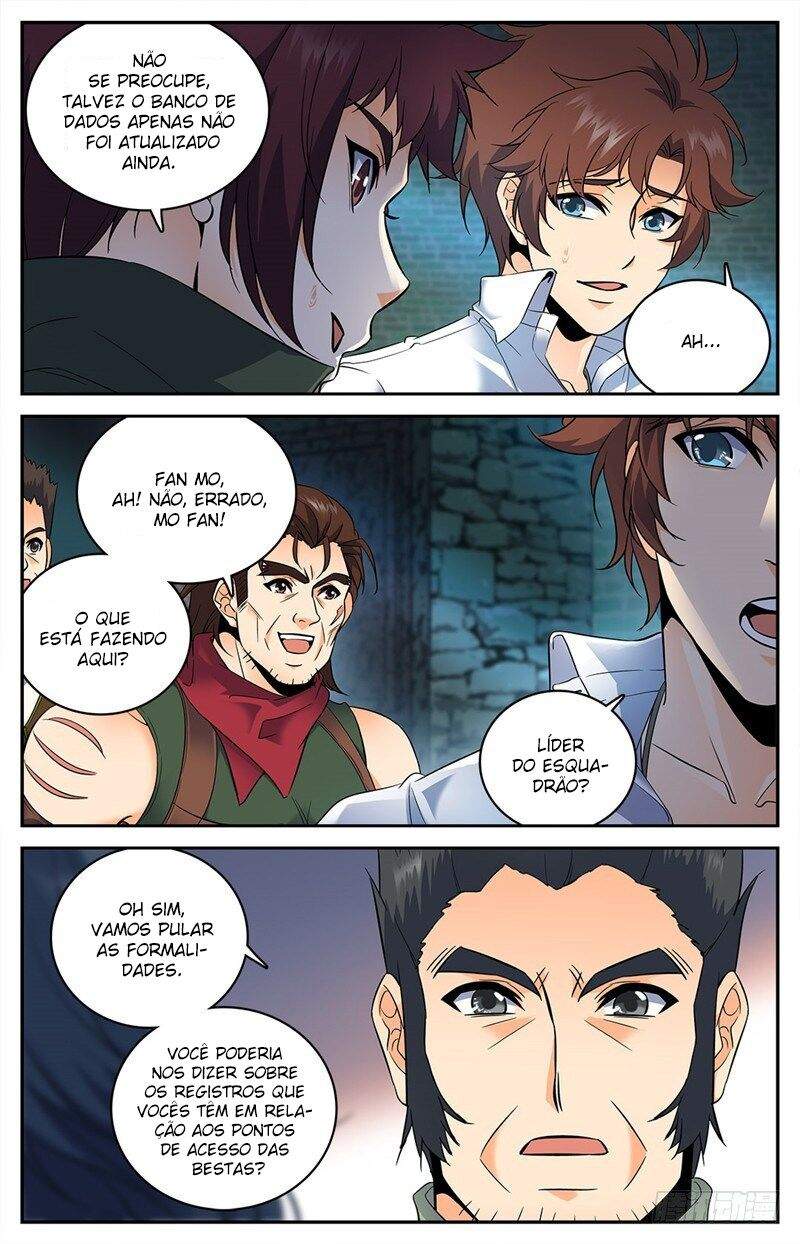 NÃO
SE PREOCUPE,
TALVEZ O BANCO DE
DADOS APENAS NÃO
FOI ATUALIZADO
AINDA.
AH...
FAN MO,
AH! NÃO, ERRADO,
MO FAN!
O QUE
ESTÁ FAZENDO
AQUI?
LÍDER
DO ESQUA-
DRÃO?
OH SIM,
VAMOS PULAR
AS FORMALI-
DADES.
VOCÊ PODERIA
NOS DIZER SOBRE
OS REGISTROS QUE
VOCÊS TÊM EM RELA-
ÇÃO AOS PONTOS
DE ACESSO DAS
BESTAS?